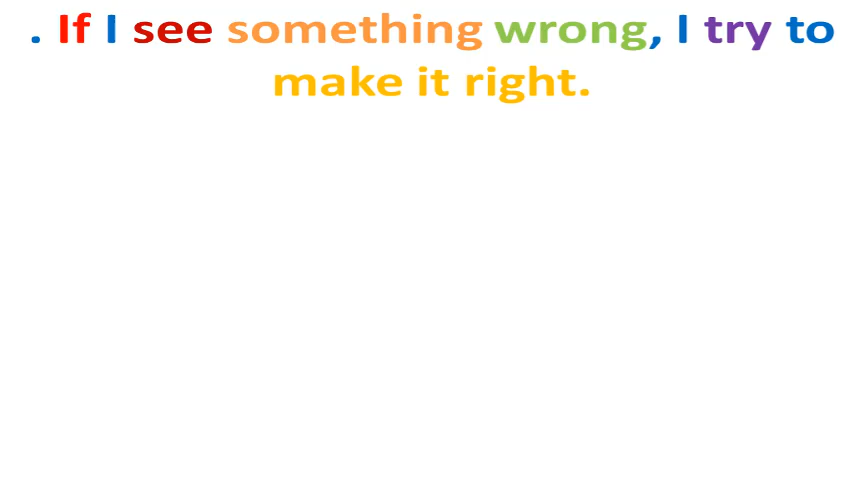 . If I see something wrong, I try to
make it right.